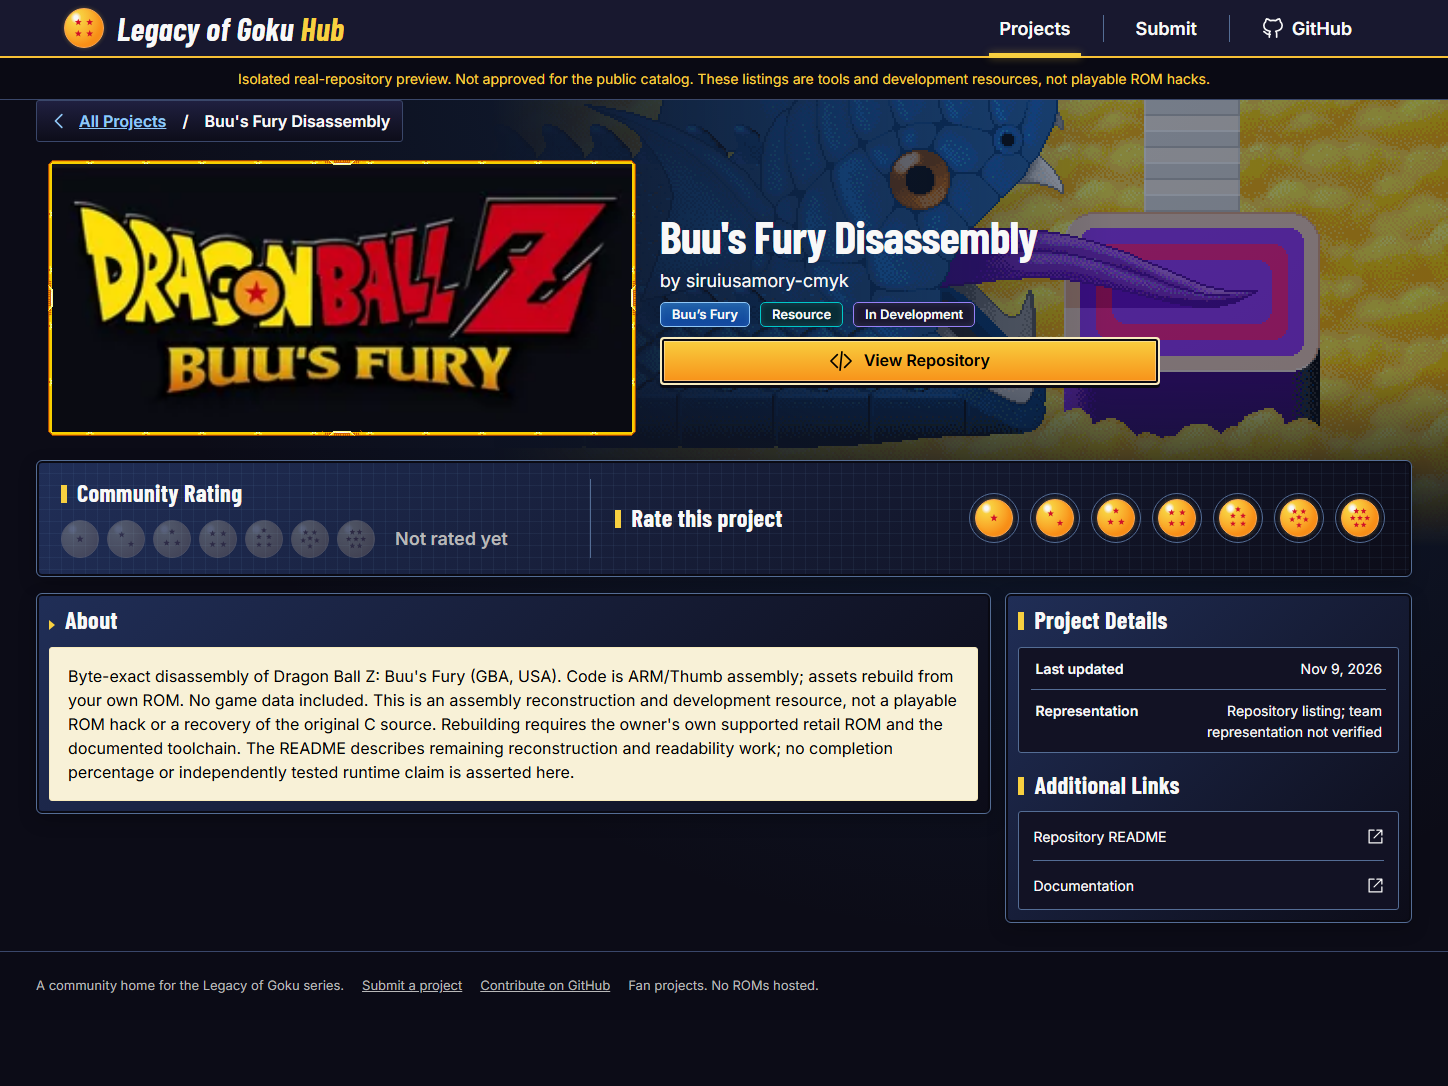 Legacy of Goku Hub
Projects
Submit
GitHub
Isolated real-repository preview. Not approved for the public catalog. These listings are tools and development resources, not playable ROM hacks.
All Projects / Buu's Fury Disassembly
DRAGON BALL Z
BUU'S FURY
Buu's Fury Disassembly
by siruiusamory-cmyk
Buu's Fury
Resource
In Development
</> View Repository
Community Rating
Not rated yet
Rate this project
About
Byte-exact disassembly of Dragon Ball Z: Buu's Fury (GBA, USA). Code is ARM/Thumb assembly; assets rebuild from
your own ROM. No game data included. This is an assembly reconstruction and development resource, not a playable
ROM hack or a recovery of the original C source. Rebuilding requires the owner's own supported retail ROM and the
documented toolchain. The README describes remaining reconstruction and readability work; no completion
percentage or independently tested runtime claim is asserted here.
Project Details
Last updated Nov 9, 2026
Representation Repository listing; team
representation not verified
Additional Links
Repository README
Documentation
A community home for the Legacy of Goku series. Submit a project Contribute on GitHub Fan projects. No ROMs hosted.